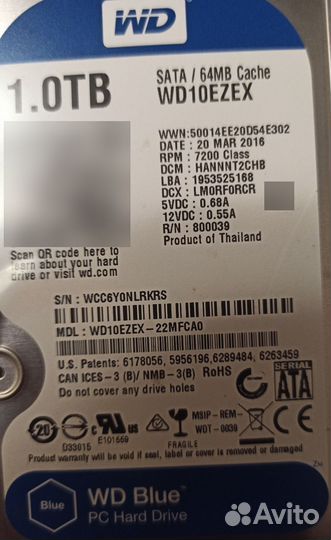 WD
1.0TB
SATA / 64MB Cache
WD10EZEX
WWN:50014EE20D54E302
DATE : 20 MAR 2016
RPM : 7200 Class
DCM : HANNNT2CHB
LBA : 1953525168
DCX : LM0RF0RCR
5VDC : 0.68A
12VDC : 0.55A
R/N : 800039
Product of Thailand
Scan QR code here to
learn about your hard
drive or visit wd.com
S/N : WCC6Y0NLRKRS
MDL : WD10EZEX-22MFCA0
U.S. Patents: 6178056, 5956196,6289484, 6263459
CAN ICES-3 (B)/ NMB-3(B) RoHS
Do not cover any drive holes
SERIAL
SATA
20
D33015
E101559
FRAGILE
MSIP-REM-
WDT-0039
Product warranty will be void if seal, label or cover is removed or damaged
Blue
WD Blue™
PC Hard Drive
Avito